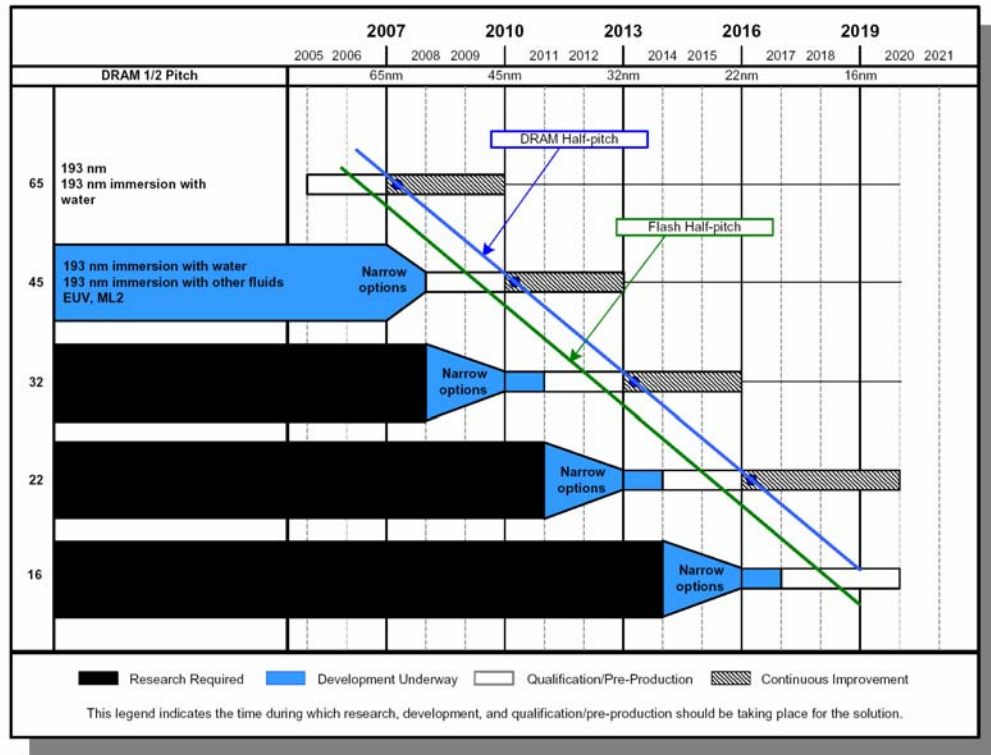 2007 2010 2013 2016 2019
2005 2006 2008 2009 2011 2012 2014 2015 2017 2018 2020 2021
DRAM 1/2 Pitch 65nm 45nm 32nm 22nm 16nm
DRAM Half-pitch
65
193 nm
193 nm immersion with
water
Flash Half-pitch
45
193 nm immersion with water
193 nm immersion with other fluids
EUV, ML2
Narrow
options
32
Narrow
options
22
Narrow
options
16
Narrow
options
Research Required Development Underway Qualification/Pre-Production Continuous Improvement
This legend indicates the time during which research, development, and qualification/pre-production should be taking place for the solution.